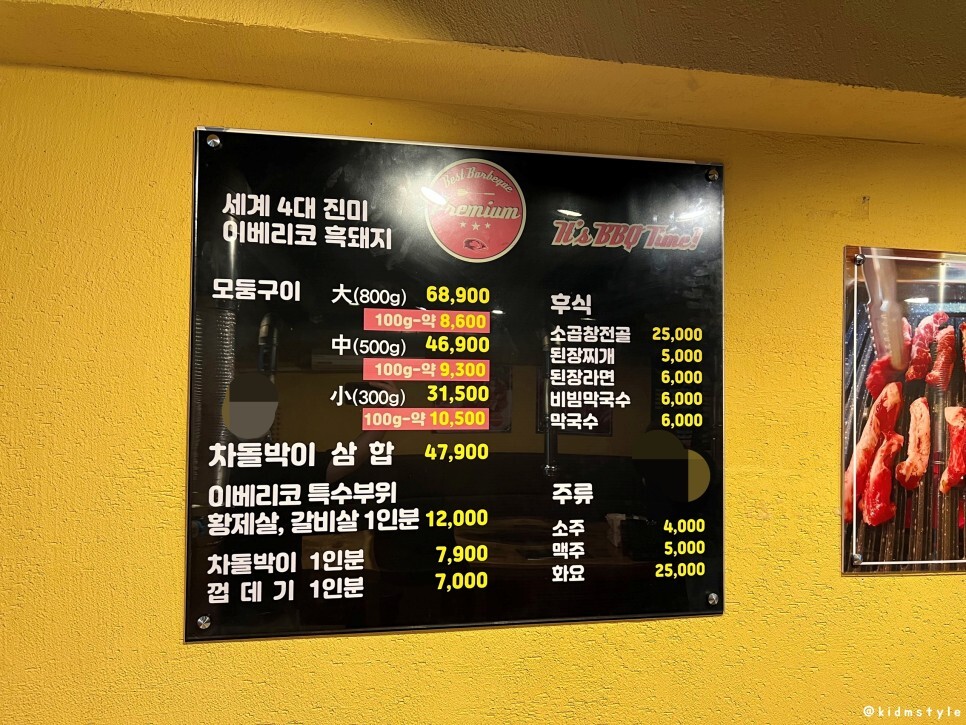 Best Barbeque
Premium
세계 4대 진미
이베리코 흑돼지
It's BBQ Time!
모둠구이 大(800g) 68,900
100g-약 8,600
中(500g) 46,900
100g-약 9,300
小(300g) 31,500
100g-약 10,500
차돌박이 삼 합 47,900
이베리코 특수부위
황제살, 갈비살 1인분 12,000
차돌박이 1인분 7,900
껍 데 기 1인분 7,000
후식
소곱창전골 25,000
된장찌개 5,000
된장라면 6,000
비빔막국수 6,000
막국수 6,000
주류
소주 4,000
맥주 5,000
화요 25,000
@kidmstyle